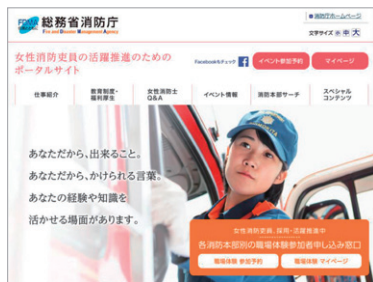 FDMA 総務省消防庁
Fire and Disaster Management Agency
消防庁ホームページ
文字サイズ 小 中 大
女性消防吏員の活躍推進のための
ポータルサイト
Facebookもチェック
イベント参加予約
マイページ
仕事紹介
教育制度・
福利厚生
女性消防士
Q&A
イベント情報
消防本部サーチ
スペシャル
コンテンツ
あなただから、出来ること。
あなただから、かけられる言葉。
あなたの経験や知識を
活かせる場面があります。
女性消防吏員、採用・活躍推進中
各消防本部別の職場体験参加者申し込み窓口
職場体験 参加予約
職場体験 マイページ